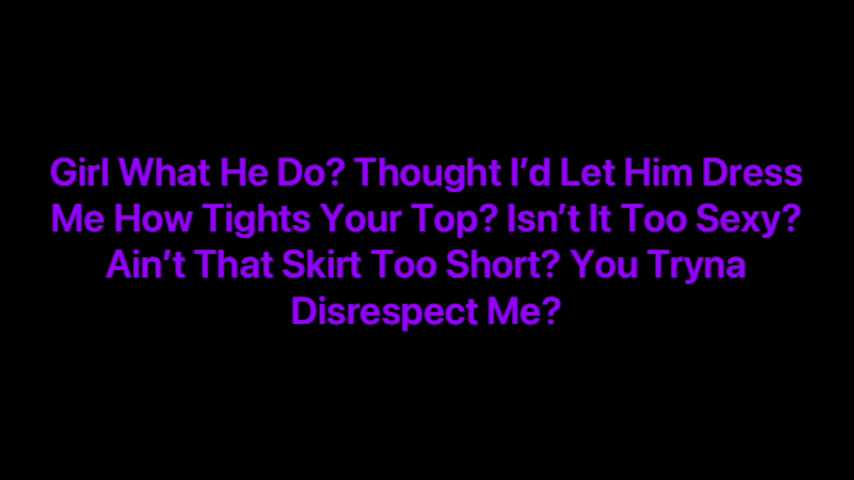 Girl What He Do? Thought I’d Let Him Dress
Me How Tights Your Top? Isn’t It Too Sexy?
Ain’t That Skirt Too Short? You Tryna
Disrespect Me?